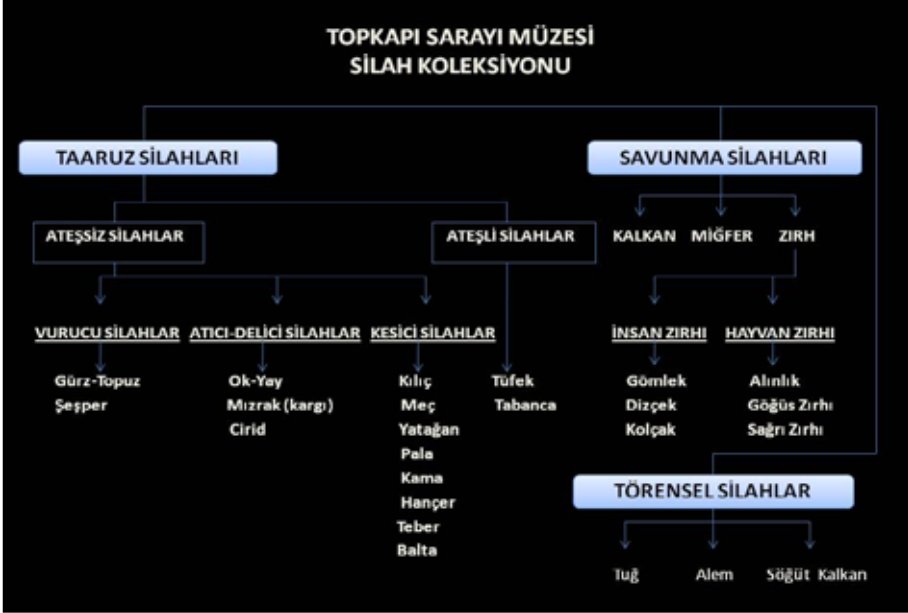 TOPKAPI SARAYI MÜZESİ
SİLAH KOLEKSİYONU
TAARUZ SİLAHLARI
SAVUNMA SİLAHLARI
ATEŞSİZ SİLAHLAR
ATEŞLİ SİLAHLAR
KALKAN
MİĞFER
ZIRH
VURUCU SİLAHLAR
ATICI-DELİCİ SİLAHLAR
KESİCİ SİLAHLAR
İNSAN ZIRHI
HAYVAN ZIRHI
Gürz-Topuz
Şeşper
Ok-Yay
Mızrak (kargı)
Cirid
Kılıç
Meç
Yatağan
Pala
Kama
Hançer
Teber
Balta
Tüfek
Tabanca
Gömlek
Dizçek
Kolçak
Alınlık
Göğüs Zırhı
Sağrı Zırhı
TÖRENSEL SİLAHLAR
Tuğ
Alem
Söğüt Kalkan